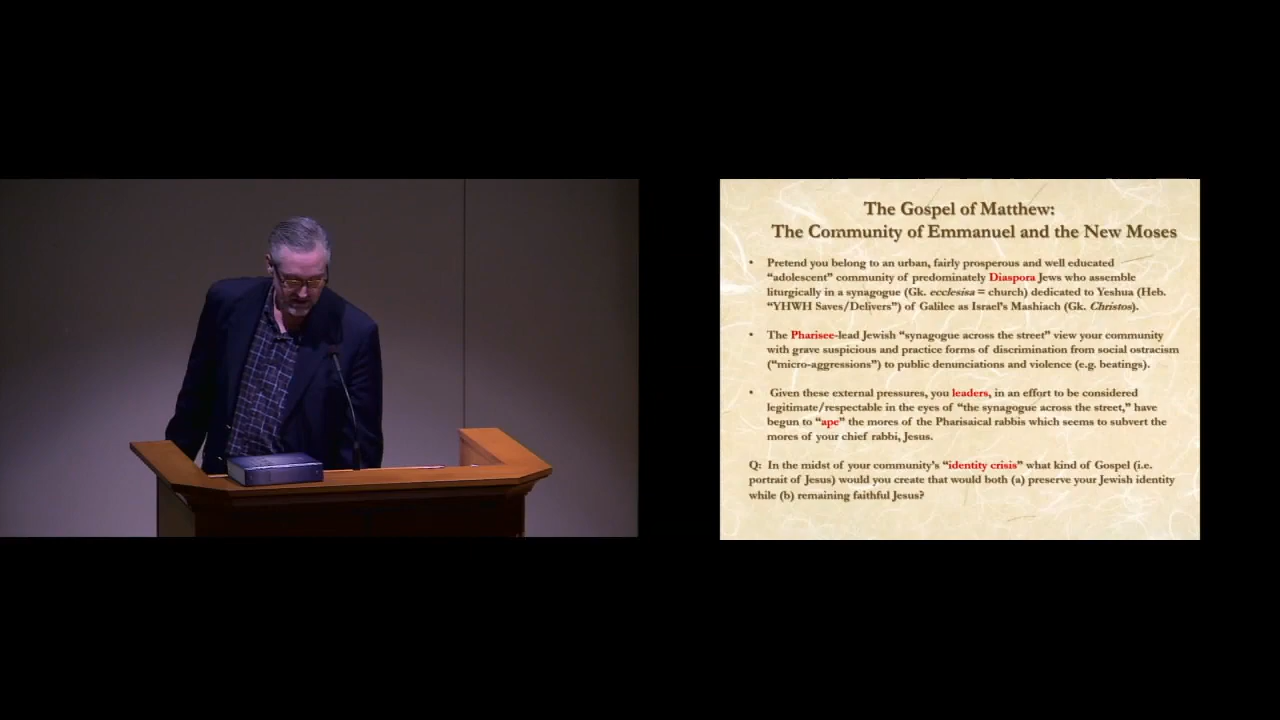 The Gospel of Matthew:
The Community of Emmanuel and the New Moses
• Pretend you belong to an urban, fairly prosperous and well educated
“adolescent” community of predominately Diaspora Jews who assemble
liturgically in a synagogue (Gk. ecclesisa = church) dedicated to Yeshua (Heb.
“YHWH Saves/Delivers”) of Galilee as Israel’s Mashiach (Gk. Christos).
• The Pharisee-lead Jewish “synagogue across the street” view your community
with grave suspicious and practice forms of discrimination from social ostracism
(“micro-aggressions”) to public denunciations and violence (e.g. beatings).
• Given these external pressures, you leaders, in an effort to be considered
legitimate/respectable in the eyes of “the synagogue across the street,” have
begun to “ape” the mores of the Pharisaical rabbis which seems to subvert the
mores of your chief rabbi, Jesus.
Q: In the midst of your community’s “identity crisis” what kind of Gospel (i.e.
portrait of Jesus) would you create that would both (a) preserve your Jewish identity
while (b) remaining faithful Jesus?